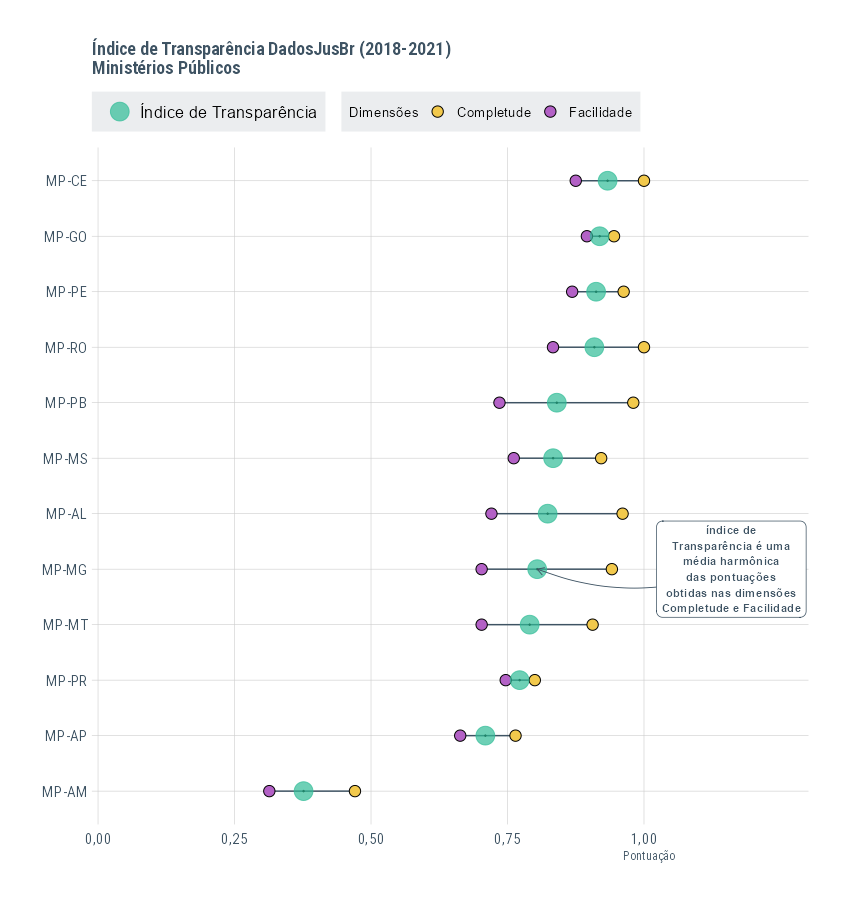 Índice de Transparência DadosJusBr (2018-2021)
Ministérios Públicos
Índice de Transparência
Dimensões Completude Facilidade
MP-CE
MP-GO
MP-PE
MP-RO
MP-PB
MP-MS
MP-AL
MP-MG
MP-MT
MP-PR
MP-AP
MP-AM
índice de
Transparência é uma
média harmônica
das pontuações
obtidas nas dimensões
Completude e Facilidade
0,00 0,25 0,50 0,75 1,00
Pontuação